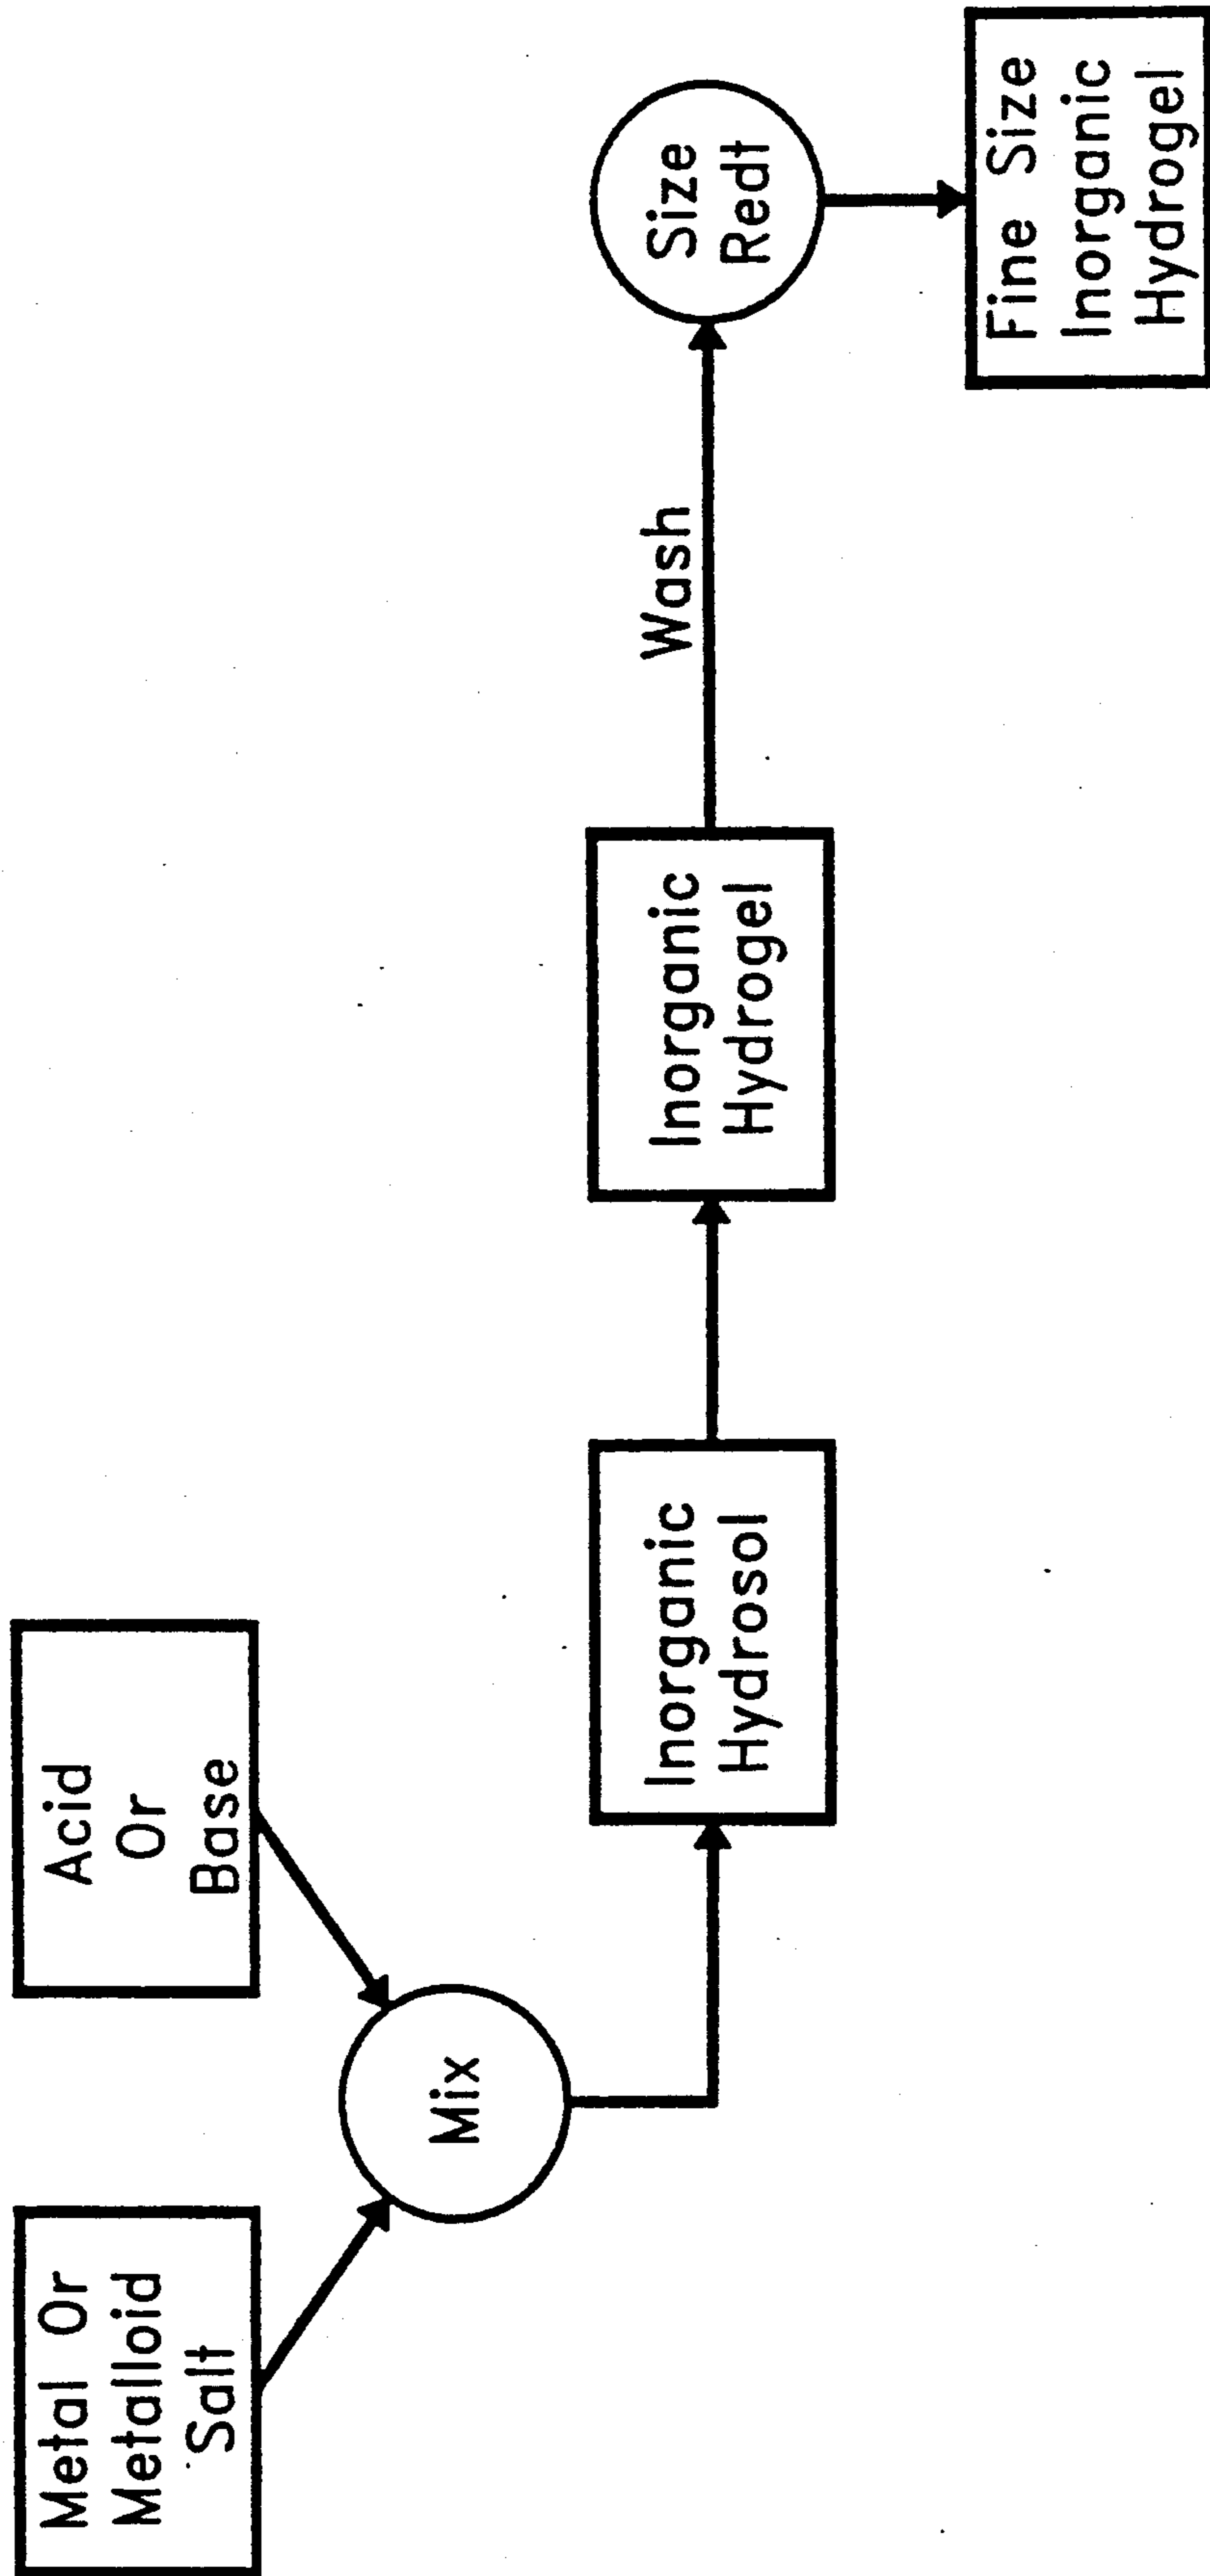 Metal Or
Metalloid
Salt
Acid
Or
Base
Mix
Inorganic
Hydrosol
Inorganic
Hydrogel
Wash
Size
Redt
Fine Size
Inorganic
Hydrogel